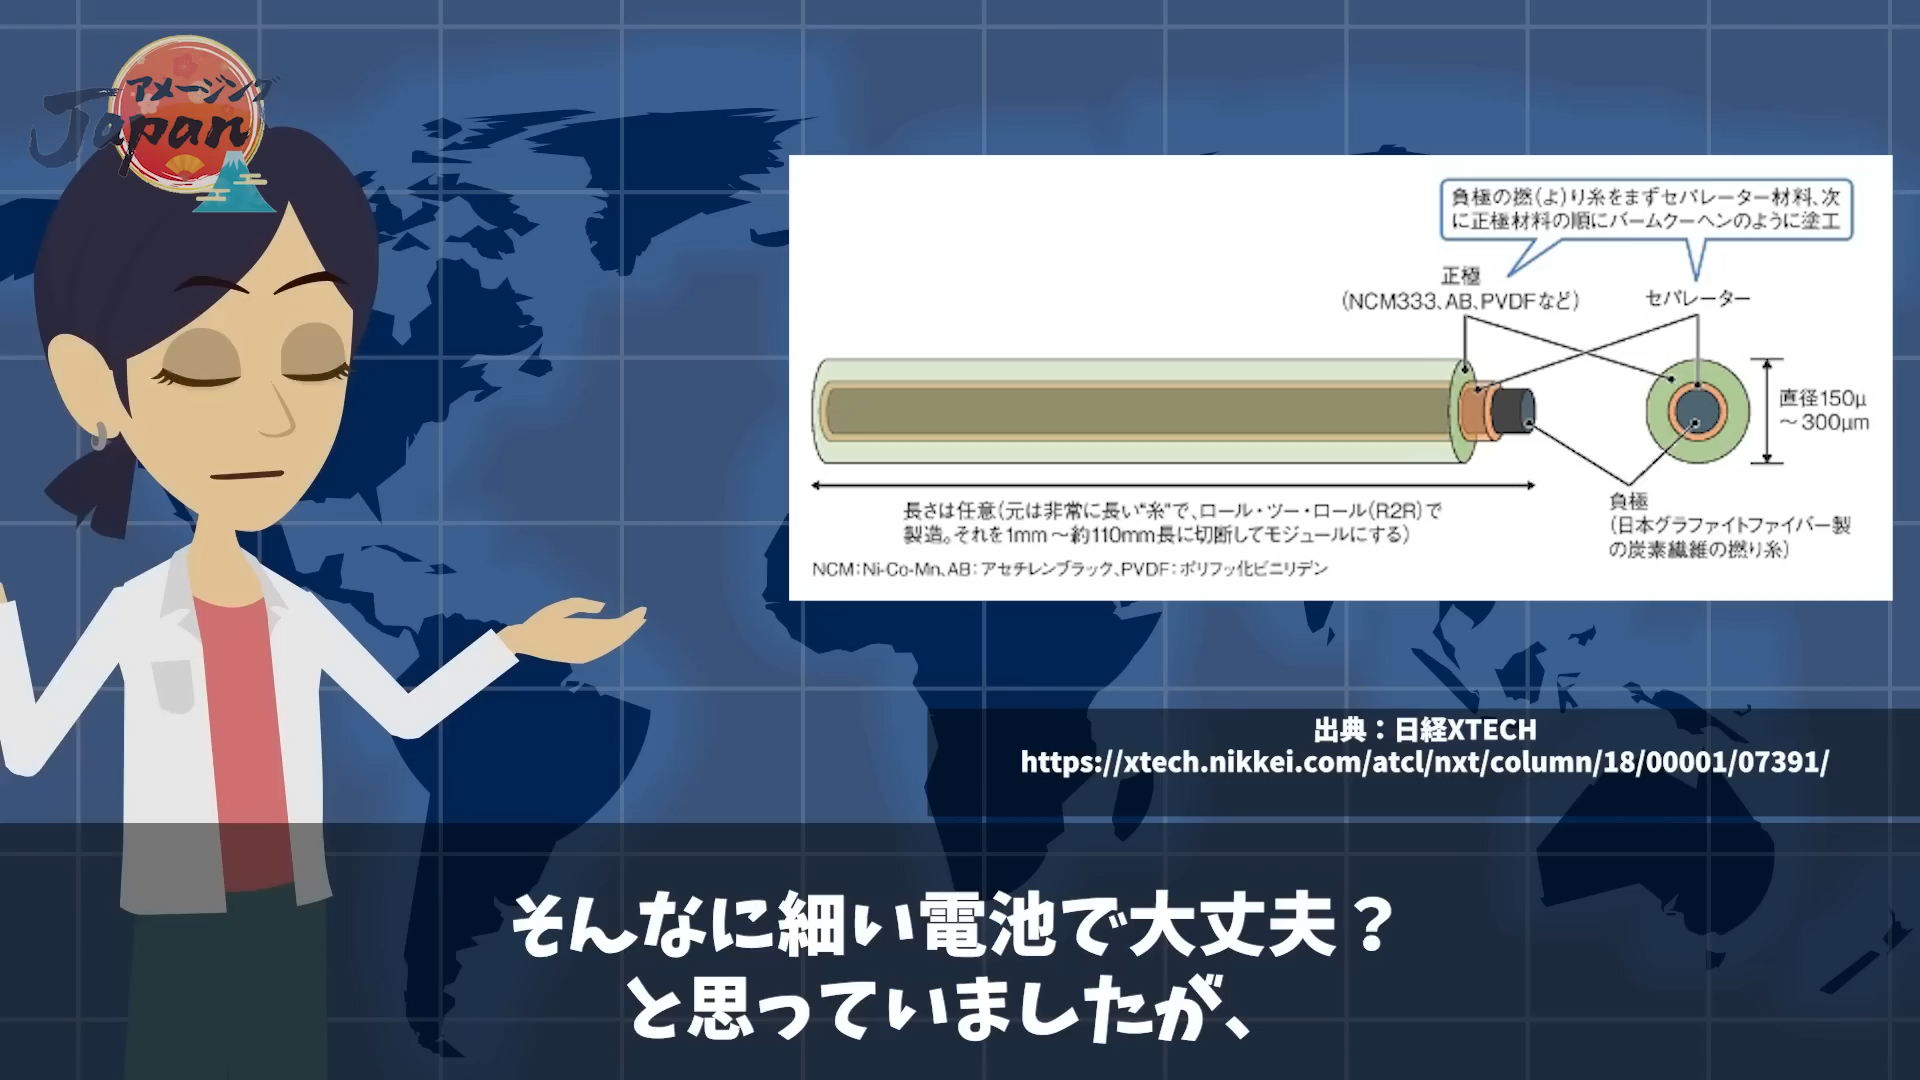 アメージング
Japan
負極の撚(よ)り糸をまずセパレーター材料、次
に正極材料の順にバームクーヘンのように塗工
正極
(NCM333、AB、PVDFなど)
セパレーター
直径150μ
～300μm
長さは任意(元は非常に長い“糸”で、ロール・ツー・ロール(R2R)で
製造。それを1mm～約110mm長に切断してモジュールにする)
負極
(日本グラファイトファイバー製
の炭素繊維の撚り糸)
NCM：Ni-Co-Mn、AB：アセチレンブラック、PVDF：ポリフッ化ビニリデン
出典：日経XTECH
https://xtech.nikkei.com/atcl/nxt/column/18/00001/07391/
そんなに細い電池で大丈夫？
と思っていましたが、